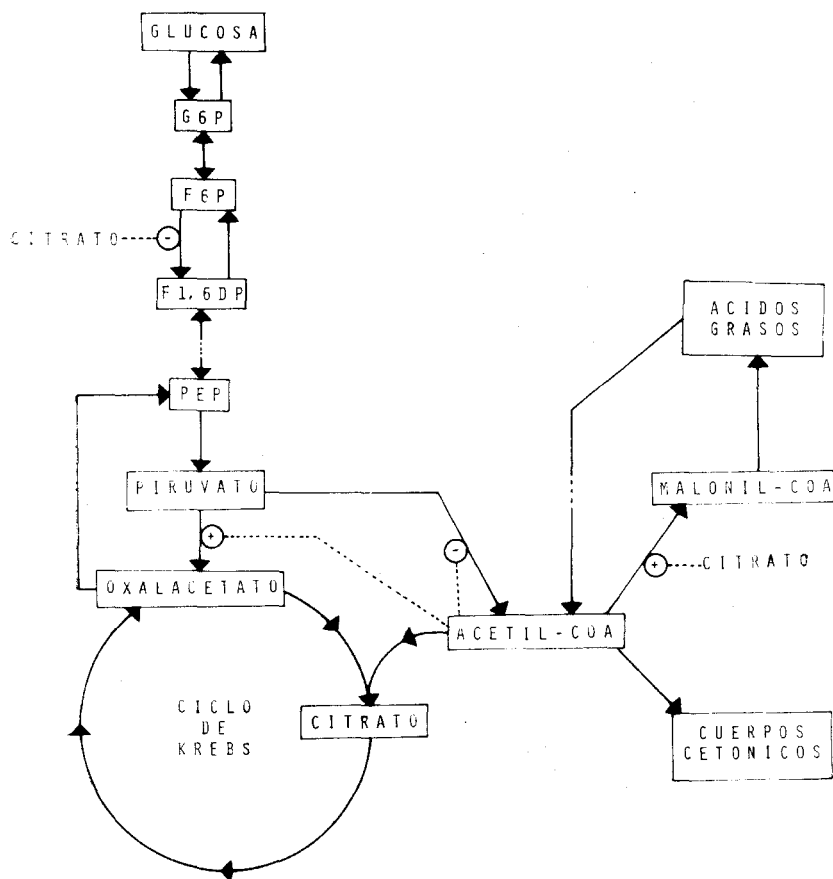 GLUCOSA
G6P
F6P
CITRATO
-
F1,6DP
ACIDOS
GRASOS
PEP
PIRUVATO
MALONIL-COA
+
-
+
CITRATO
OXALACETATO
ACETIL-COA
CICLO
DE
KREBS
CITRATO
CUERPOS
CETONICOS